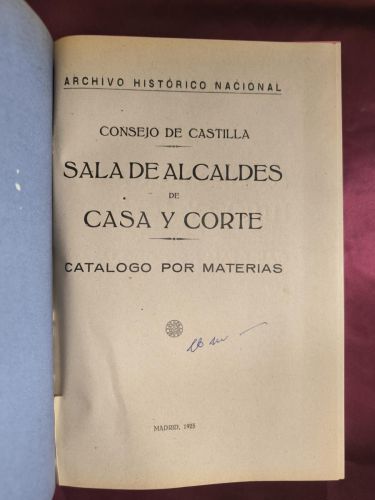 ARCHIVO HISTÓRICO NACIONAL
CONSEJO DE CASTILLA
SALA DE ALCALDES
DE
CASA Y CORTE
CATALOGO POR MATERIAS
MADRID, 1925